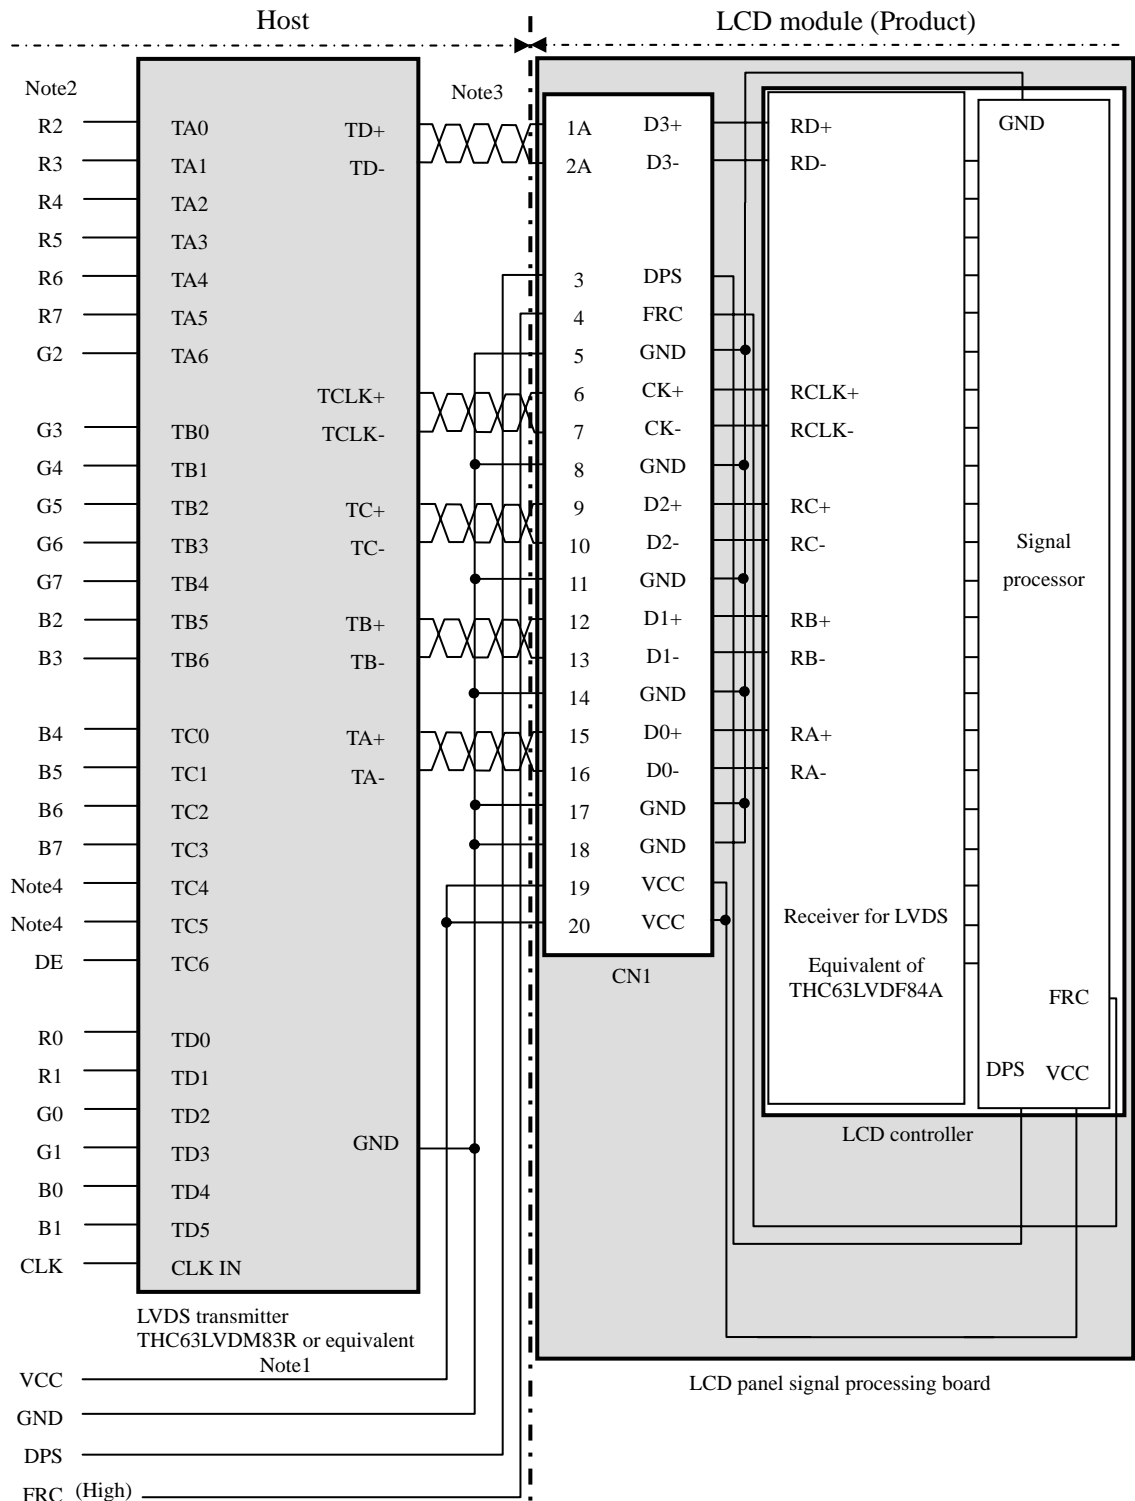 Host
LCD module (Product)
Note2
Note3
R2 TA0 TD+ 1A D3+ RD+ GND
R3 TA1 TD- 2A D3- RD-
R4 TA2
R5 TA3
R6 TA4 3 DPS
R7 TA5 4 FRC
G2 TA6 5 GND
TCLK+ 6 CK+ RCLK+
G3 TB0 TCLK- 7 CK- RCLK-
G4 TB1 8 GND
G5 TB2 TC+ 9 D2+ RC+
G6 TB3 TC- 10 D2- RC- Signal
G7 TB4 11 GND processor
B2 TB5 TB+ 12 D1+ RB+
B3 TB6 TB- 13 D1- RB-
14 GND
B4 TC0 TA+ 15 D0+ RA+
B5 TC1 TA- 16 D0- RA-
B6 TC2 17 GND
B7 TC3 18 GND
Note4 TC4 19 VCC
Note4 TC5 20 VCC Receiver for LVDS
DE TC6 CN1 Equivalent of
THC63LVDF84A
FRC
R0 TD0
R1 TD1 DPS VCC
G0 TD2
G1 TD3 GND LCD controller
B0 TD4
B1 TD5
CLK CLK IN
LVDS transmitter
THC63LVDM83R or equivalent
Note1
VCC
LCD panel signal processing board
GND
DPS
FRC (High)